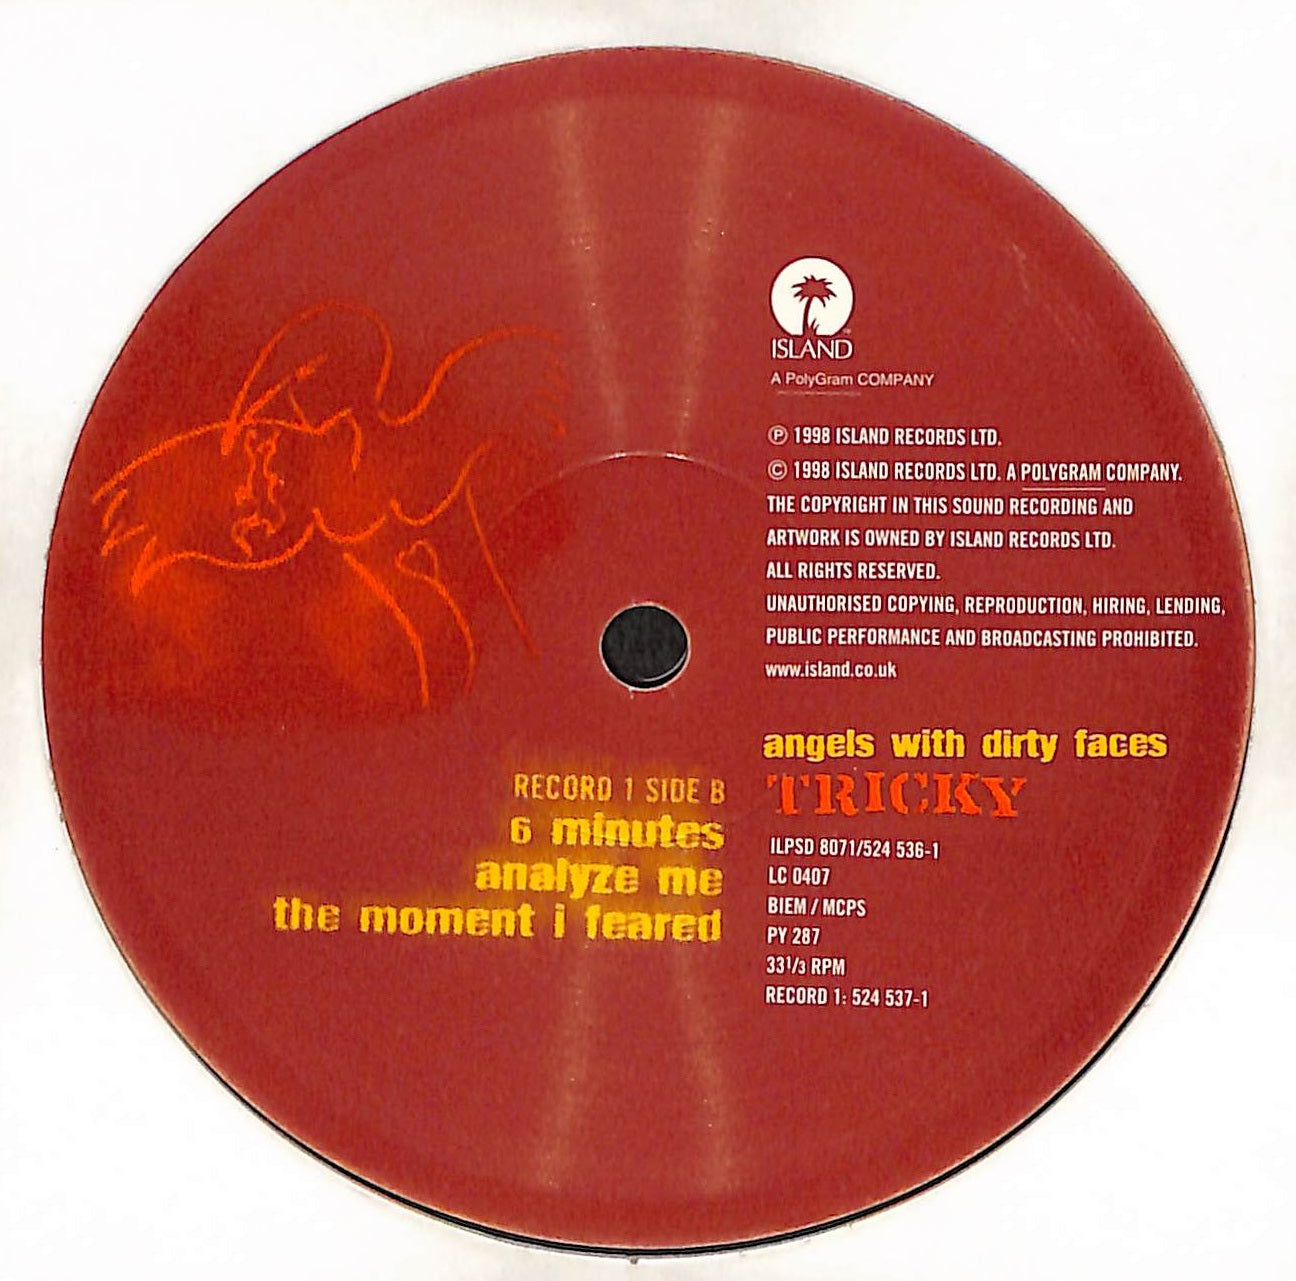 ISLAND
A PolyGram COMPANY
℗ 1998 ISLAND RECORDS LTD.
© 1998 ISLAND RECORDS LTD. A POLYGRAM COMPANY.
THE COPYRIGHT IN THIS SOUND RECORDING AND
ARTWORK IS OWNED BY ISLAND RECORDS LTD.
ALL RIGHTS RESERVED.
UNAUTHORISED COPYING, REPRODUCTION, HIRING, LENDING,
PUBLIC PERFORMANCE AND BROADCASTING PROHIBITED.
www.island.co.uk
angels with dirty faces
TRICKY
ILPSD 8071/524 536-1
LC 0407
BIEM / MCPS
PY 287
33 1/3 RPM
RECORD 1: 524 537-1
RECORD 1 SIDE B
6 minutes
analyze me
the moment i feared